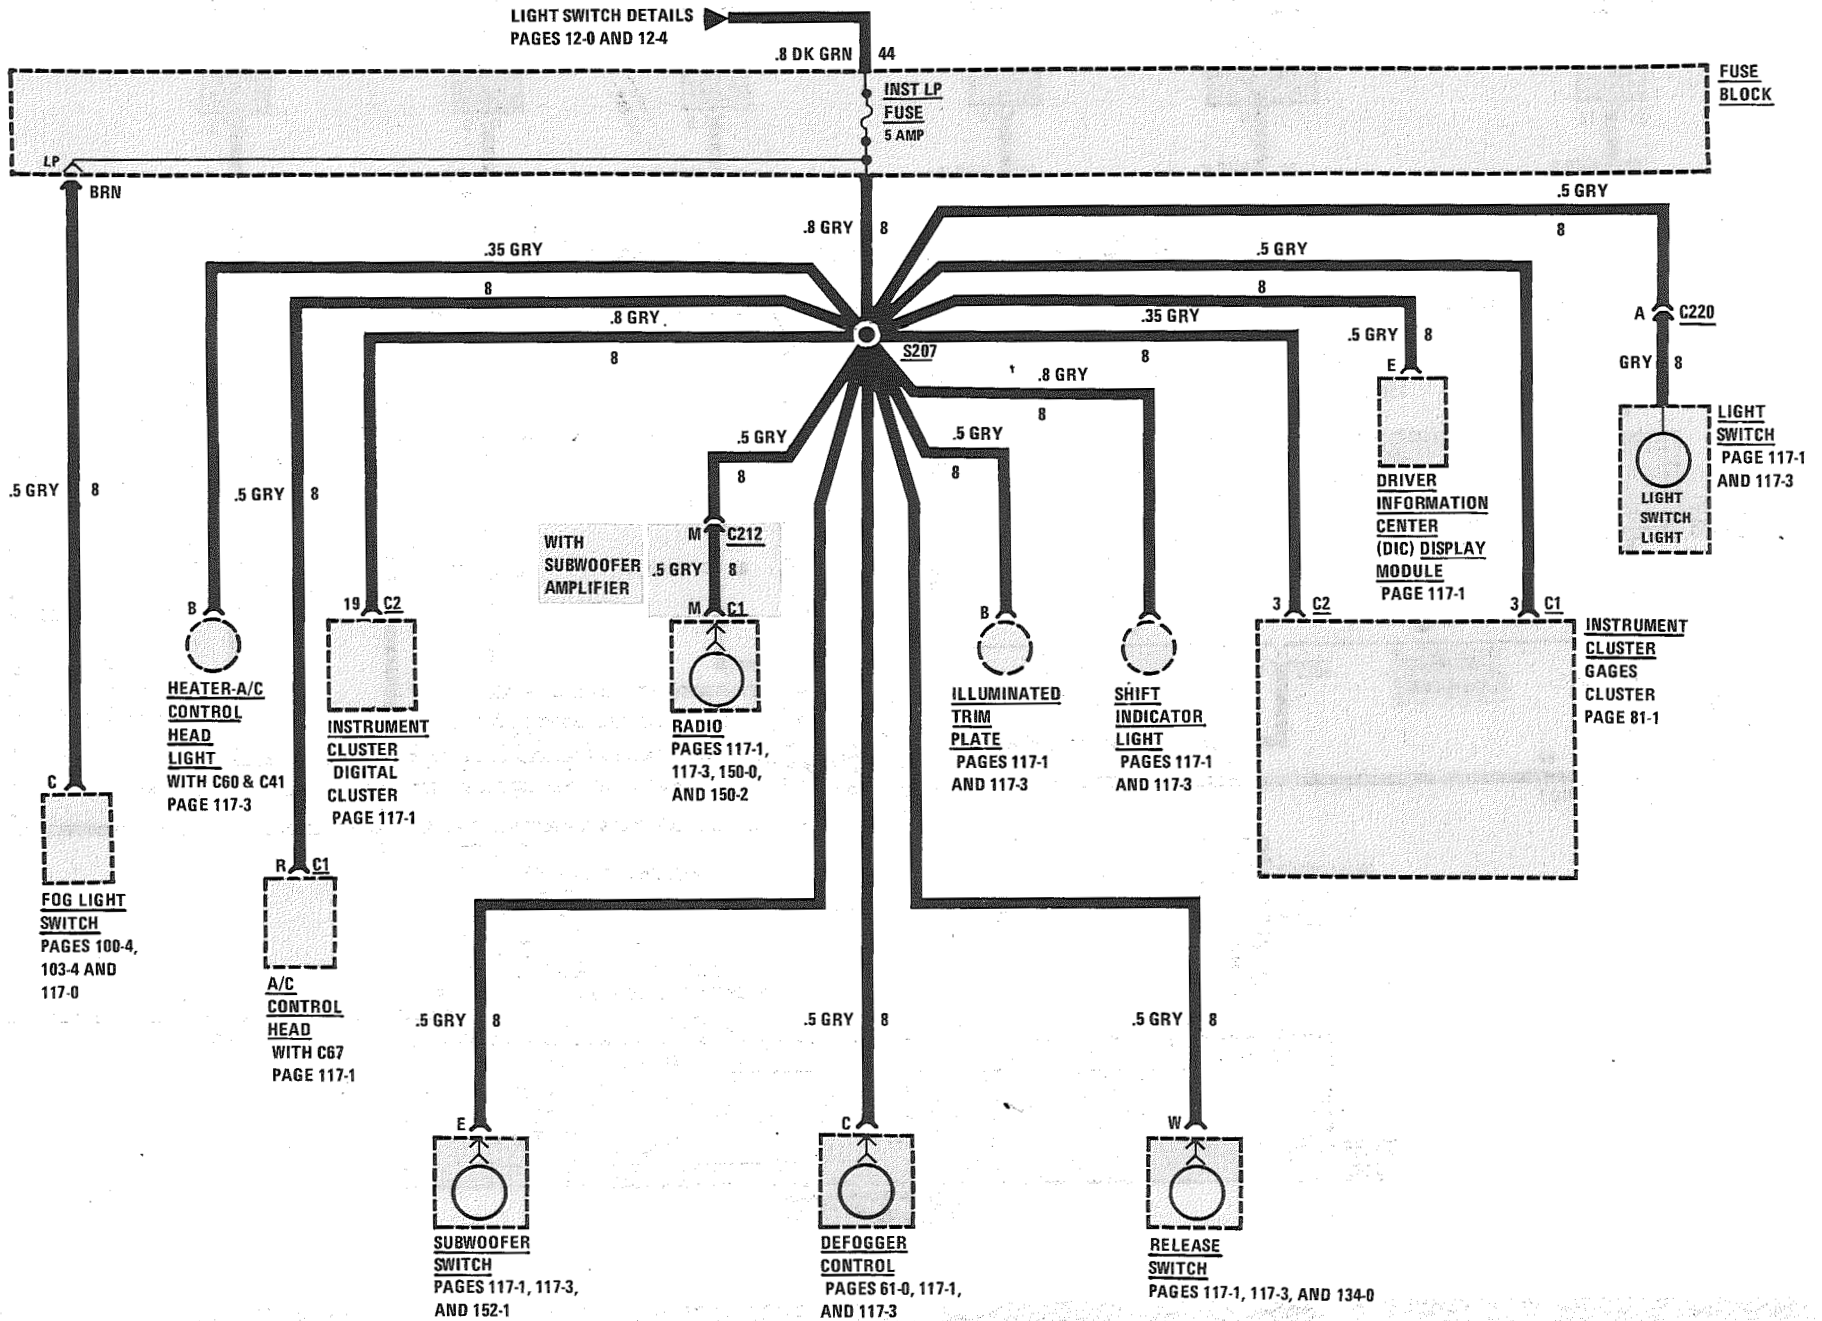 LIGHT SWITCH DETAILS
PAGES 12-0 AND 12-4
.8 DK GRN 44
FUSE
BLOCK
INST LP
FUSE
5 AMP
LP
BRN
.8 GRY 8
.5 GRY
8
.35 GRY
.5 GRY
8
8
.8 GRY
8
.35 GRY
8
S207
.5 GRY 8
E
A C220
GRY 8
.8 GRY
8
.5 GRY
8
.5 GRY
8
LIGHT
SWITCH
PAGE 117-1
AND 117-3
LIGHT
SWITCH
LIGHT
DRIVER
INFORMATION
CENTER
(DIC) DISPLAY
MODULE
PAGE 117-1
.5 GRY 8
.5 GRY 8
WITH
SUBWOOFER
AMPLIFIER
M C212
.5 GRY 8
M C1
B
19 C2
B
3 C2
3 C1
INSTRUMENT
CLUSTER
GAGES
CLUSTER
PAGE 81-1
HEATER-A/C
CONTROL
HEAD
LIGHT
WITH C60 & C41
PAGE 117-3
INSTRUMENT
CLUSTER
DIGITAL
CLUSTER
PAGE 117-1
RADIO
PAGES 117-1,
117-3, 150-0,
AND 150-2
ILLUMINATED
TRIM
PLATE
PAGES 117-1
AND 117-3
SHIFT
INDICATOR
LIGHT
PAGES 117-1
AND 117-3
C
FOG LIGHT
SWITCH
PAGES 100-4,
103-4 AND
117-0
R C1
A/C
CONTROL
HEAD
WITH C67
PAGE 117-1
.5 GRY 8
.5 GRY 8
.5 GRY 8
E
C
W
SUBWOOFER
SWITCH
PAGES 117-1, 117-3,
AND 152-1
DEFOGGER
CONTROL
PAGES 61-0, 117-1,
AND 117-3
RELEASE
SWITCH
PAGES 117-1, 117-3, AND 134-0